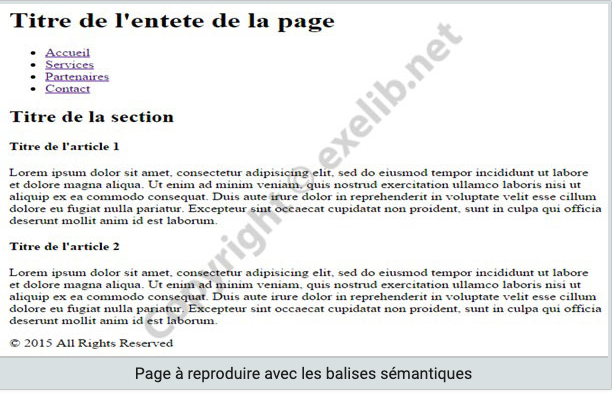 Titre de l'entete de la page
Accueil
Services
Partenaires
Contact
Titre de la section
Titre de l'article 1
Lorem ipsum dolor sit amet, consectetur adipisicing elit, sed do eiusmod tempor incididunt ut labore
et dolore magna aliqua. Ut enim ad minim veniam, quis nostrud exercitation ullamco laboris nisi ut
aliquip ex ea commodo consequat. Duis aute irure dolor in reprehenderit in voluptate velit esse cillum
dolore eu fugiat nulla pariatur. Excepteur sint occaecat cupidatat non proident, sunt in culpa qui officia
deserunt mollit anim id est laborum.
Titre de l'article 2
Lorem ipsum dolor sit amet, consectetur adipisicing elit, sed do eiusmod tempor incididunt ut labore
et dolore magna aliqua. Ut enim ad minim veniam, quis nostrud exercitation ullamco laboris nisi ut
aliquip ex ea commodo consequat. Duis aute irure dolor in reprehenderit in voluptate velit esse cillum
dolore eu fugiat nulla pariatur. Excepteur sint occaecat cupidatat non proident, sunt in culpa qui officia
deserunt mollit anim id est laborum.
© 2015 All Rights Reserved
Copyright © exelib.net
Page à reproduire avec les balises sémantiques